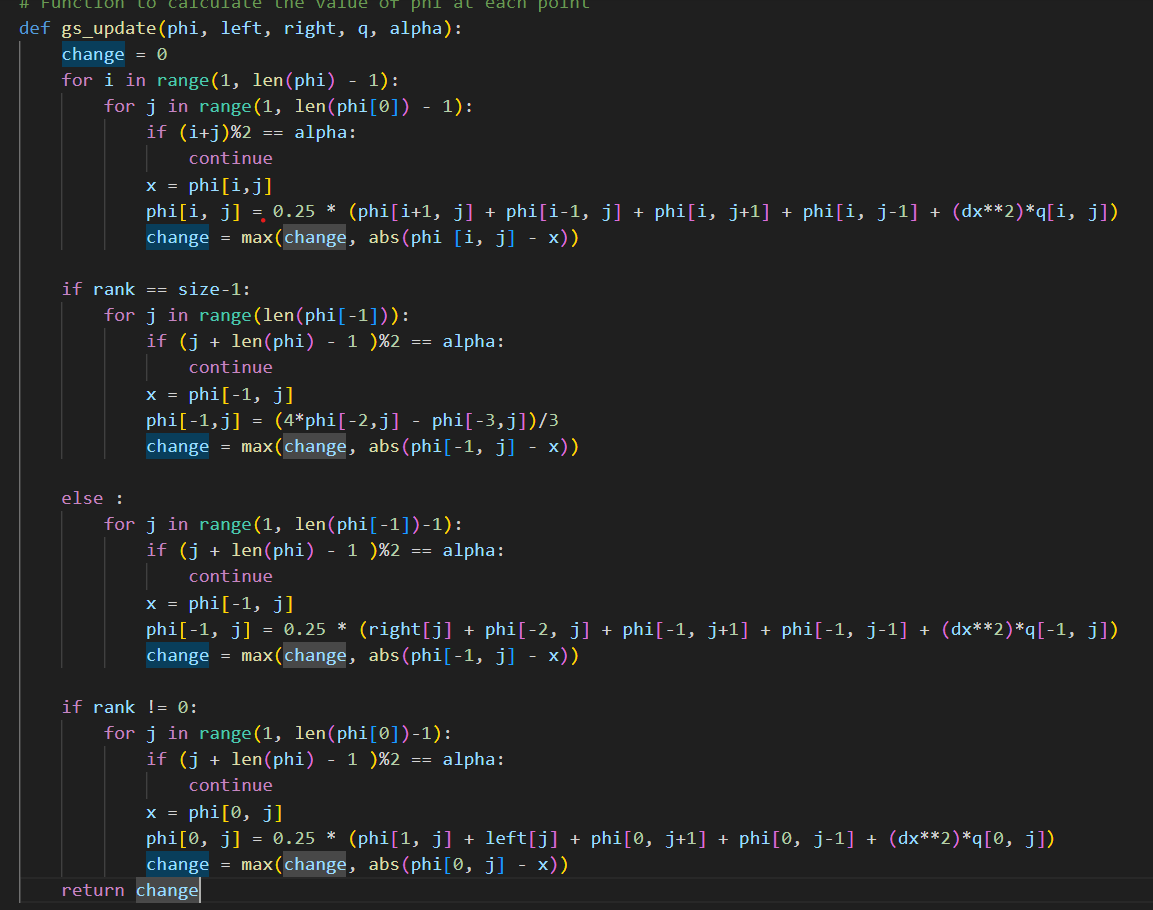 # Function to calculate the value of phi at each point
def gs_update(phi, left, right, q, alpha):
    change = 0
    for i in range(1, len(phi) - 1):
        for j in range(1, len(phi[0]) - 1):
            if (i+j)%2 == alpha:
                continue
            x = phi[i,j]
            phi[i, j] = 0.25 * (phi[i+1, j] + phi[i-1, j] + phi[i, j+1] + phi[i, j-1] + (dx**2)*q[i, j])
            change = max(change, abs(phi [i, j] - x))
    if rank == size-1:
        for j in range(len(phi[-1])):
            if (j + len(phi) - 1 )%2 == alpha:
                continue
            x = phi[-1, j]
            phi[-1,j] = (4*phi[-2,j] - phi[-3,j])/3
            change = max(change, abs(phi[-1, j] - x))
    else :
        for j in range(1, len(phi[-1])-1):
            if (j + len(phi) - 1 )%2 == alpha:
                continue
            x = phi[-1, j]
            phi[-1, j] = 0.25 * (right[j] + phi[-2, j] + phi[-1, j+1] + phi[-1, j-1] + (dx**2)*q[-1, j])
            change = max(change, abs(phi[-1, j] - x))
    if rank != 0:
        for j in range(1, len(phi[0])-1):
            if (j + len(phi) - 1 )%2 == alpha:
                continue
            x = phi[0, j]
            phi[0, j] = 0.25 * (phi[1, j] + left[j] + phi[0, j+1] + phi[0, j-1] + (dx**2)*q[0, j])
            change = max(change, abs(phi[0, j] - x))
    return change